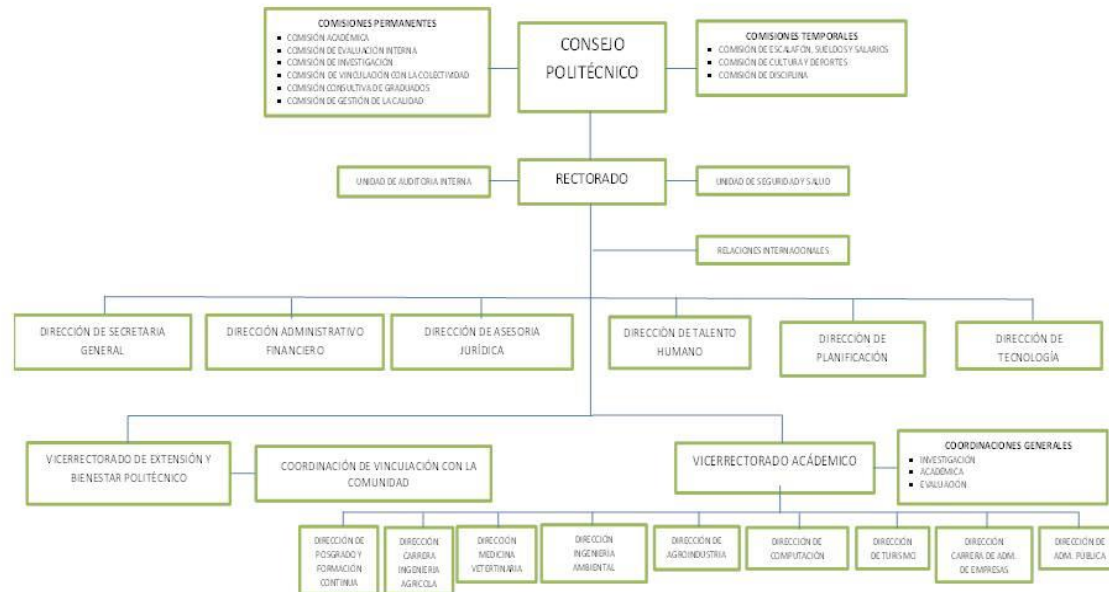 COMISIONES PERMANENTES
▪ COMISIÓN ACADÉMICA
▪ COMISIÓN DE EVALUACIÓN INTERNA
▪ COMISIÓN DE INVESTIGACIÓN
▪ COMISIÓN DE VINCULACIÓN CON LA COLECTIVIDAD
▪ COMISIÓN CONSULTIVA DE GRADUADOS
▪ COMISIÓN DE GESTIÓN DE LA CALIDAD
CONSEJO
POLITÉCNICO
COMISIONES TEMPORALES
▪ COMISIÓN DE ESCALAFÓN, SUELDOS Y SALARIOS
▪ COMISIÓN DE CULTURA Y DEPORTES
▪ COMISIÓN DE DISCIPLINA
UNIDAD DE AUDITORIA INTERNA
RECTORADO
UNIDAD DE SEGURIDAD Y SALUD
RELACIONES INTERNACIONALES
DIRECCIÓN DE SECRETARIA
GENERAL
DIRECCIÓN ADMINISTRATIVO
FINANCIERO
DIRECCIÓN DE ASESORIA
JURÍDICA
DIRECCIÒN DE TALENTO
HUMANO
DIRECCIÒN DE
PLANIFICACIÓN
DIRECCIÒN DE
TECNOLOGÍA
VICERRECTORADO DE EXTENSIÓN Y
BIENESTAR POLITÉCNICO
COORDINACIÓN DE VINCULACIÓN CON LA
COMUNIDAD
VICERRECTORADO ACÁDEMICO
COORDINACIONES GENERALES
▪ INVESTIGACIÓN
▪ ACADÉMICA
▪ EVALUACIÓN
DIRECCIÓN DE
POSGRADO Y
FORMACIÓN
CONTINUA
DIRECCIÓN
CARRERA
INGENIERIA
AGRICOLA
DIRECCIÓN
MEDICINA
VETERTINARIA
DIRECCIÓN
INGENIERIA
AMBIENTAL
DIRECCIÓN DE
AGROINDUSTRIA
DIRECCIÓN DE
COMPUTACIÓN
DIRECCIÓN
DE TURISMO
DIRECCIÓN
CARRERA DE ADM.
DE EMPRESAS
DIRECCIÓN DE
ADM. PÚBLICA